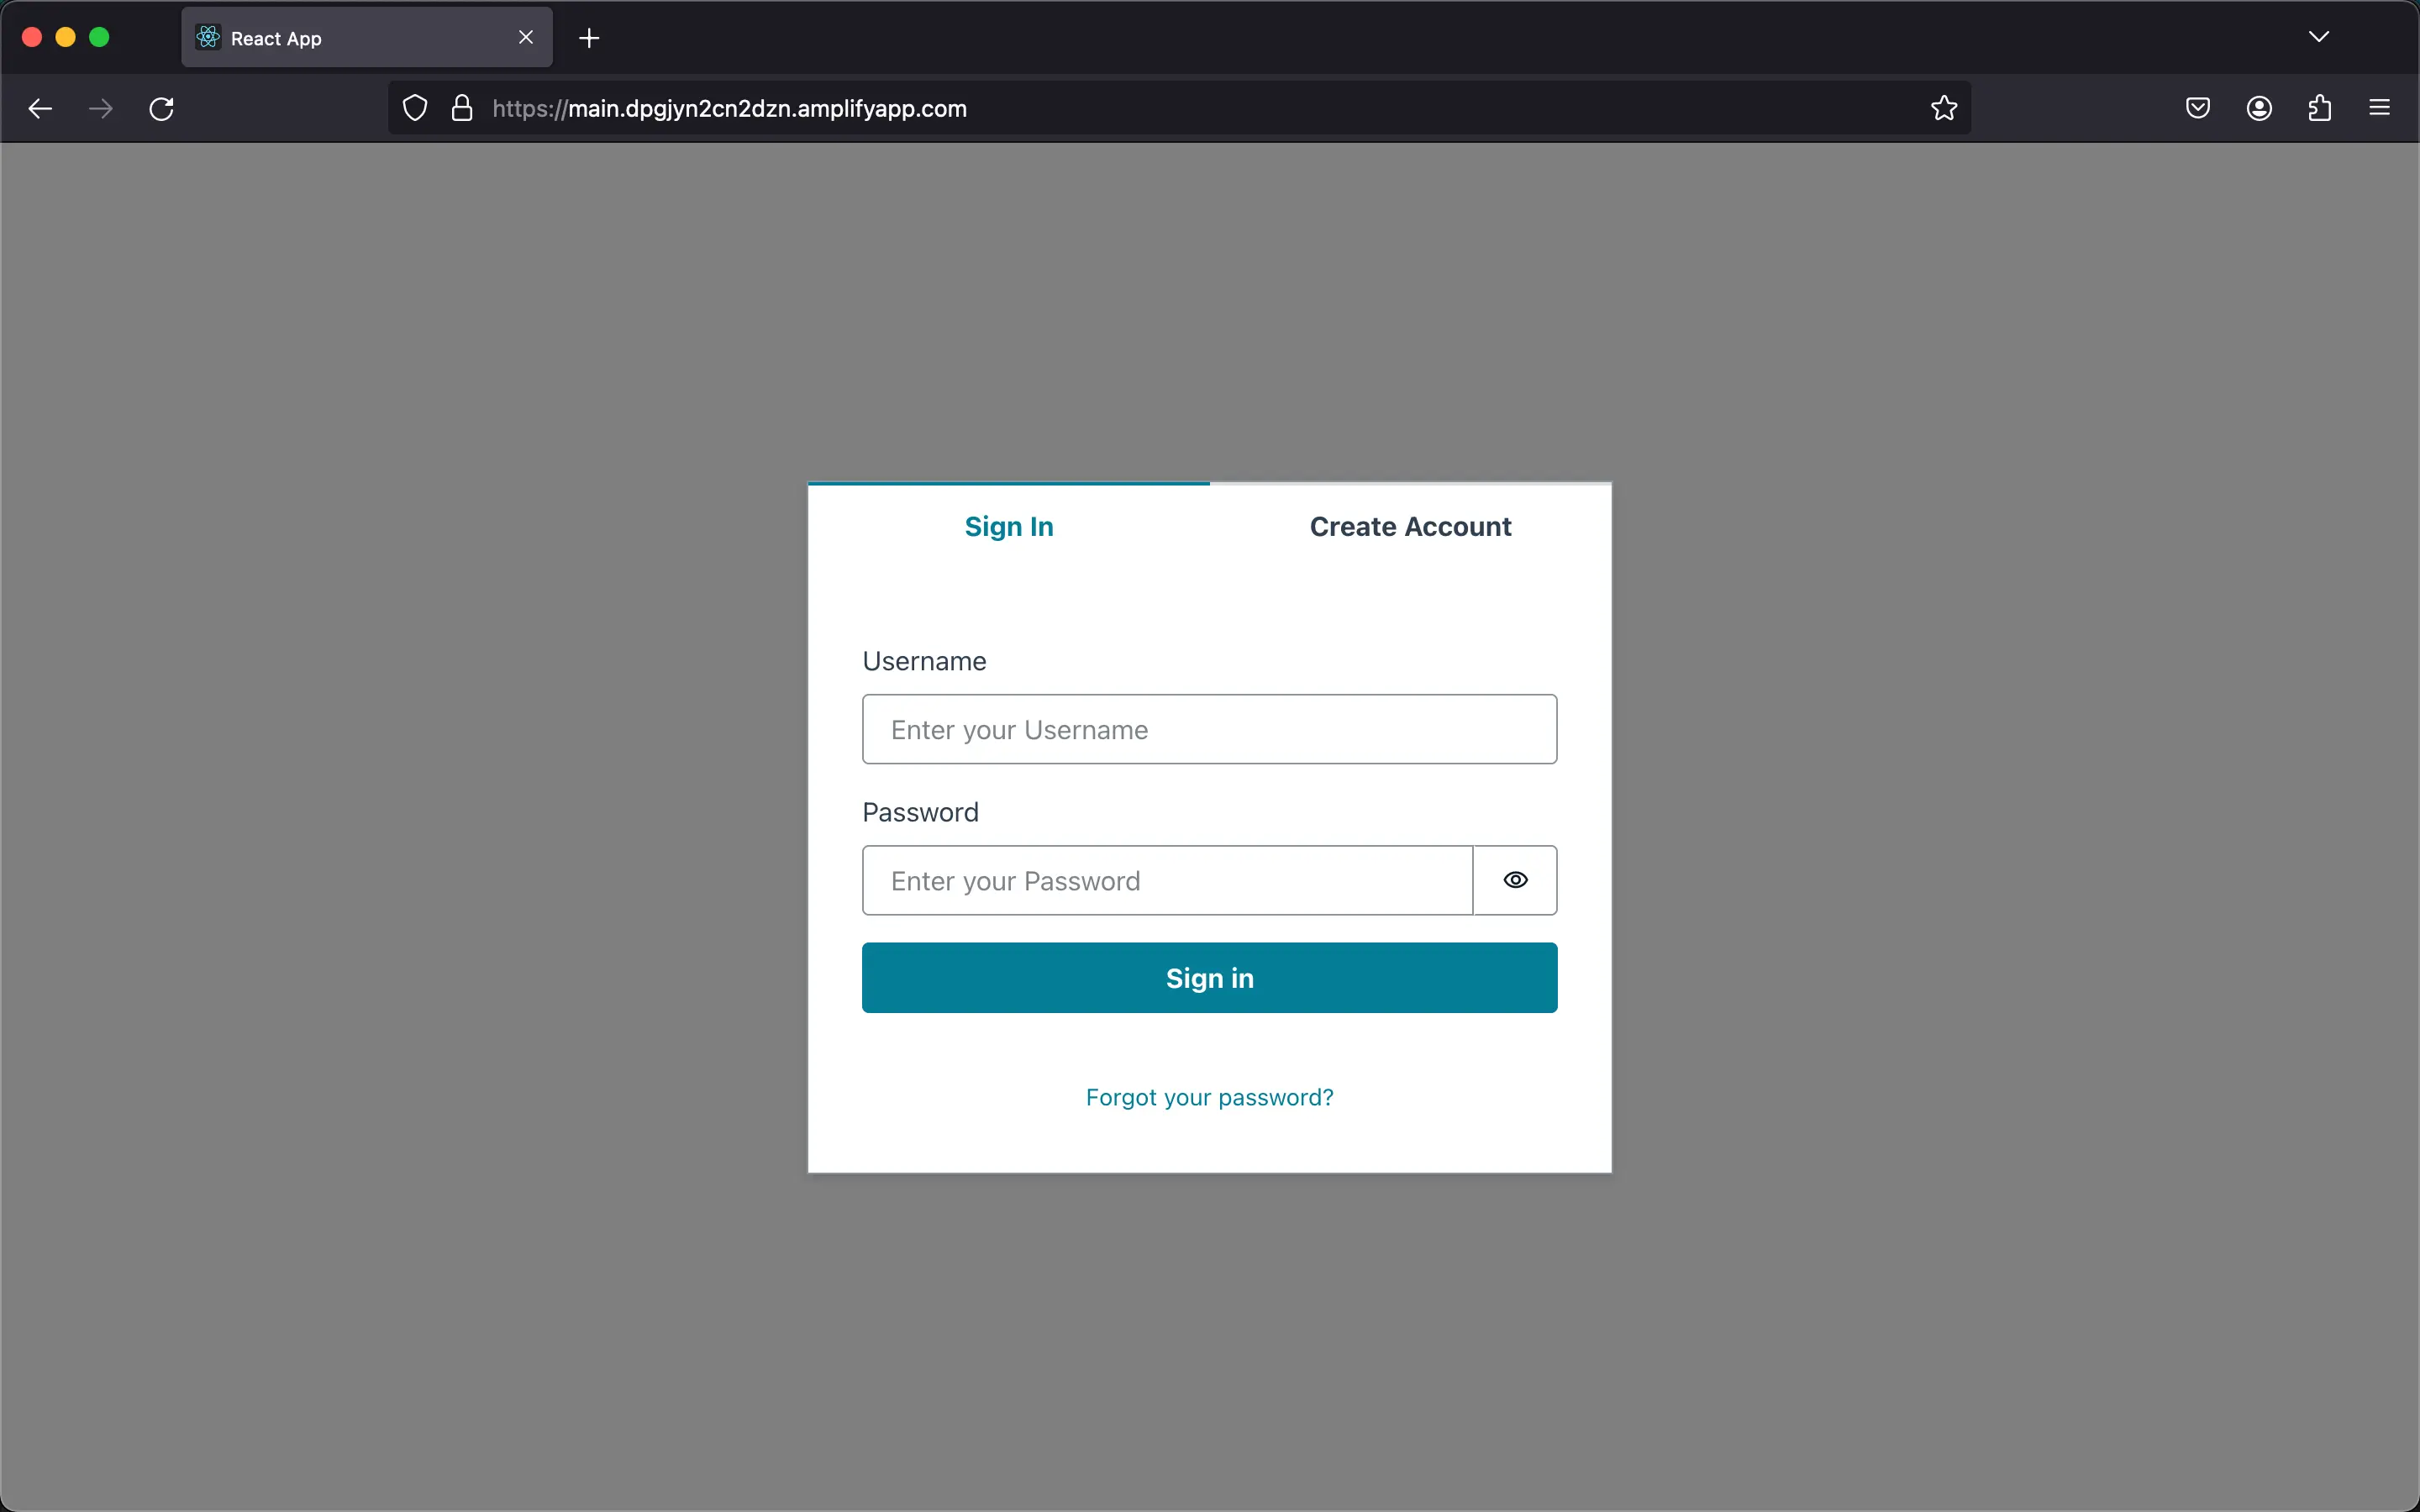 React App
https://main.dpgjyn2cn2dzn.amplifyapp.com
Sign In
Create Account
Username
Enter your Username
Password
Enter your Password
Sign in
Forgot your password?